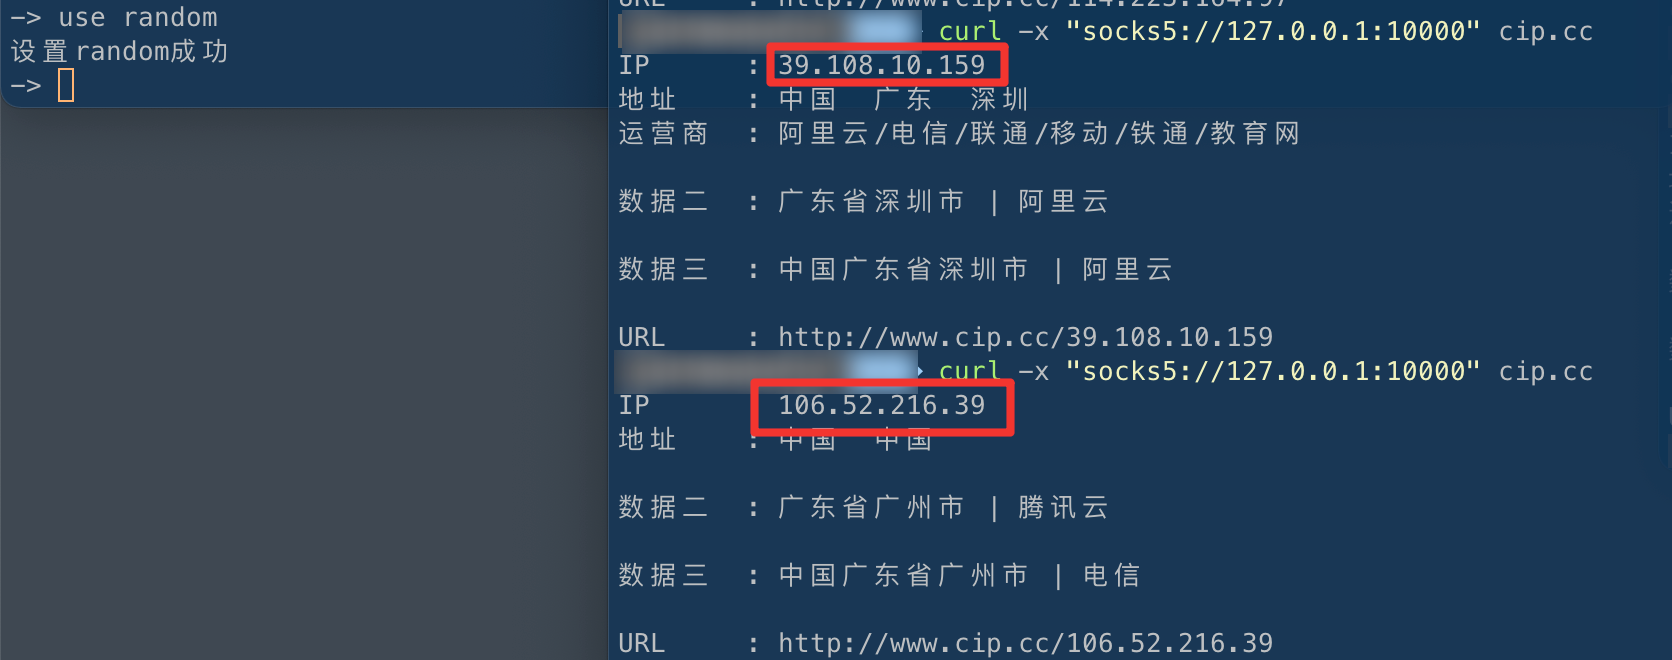 -> use random
设置random成功
->
URL : http://www.cip.cc/114.223.164.97
curl -x "socks5://127.0.0.1:10000" cip.cc
IP : 39.108.10.159
地址 : 中国 广东 深圳
运营商 : 阿里云/电信/联通/移动/铁通/教育网
数据二 : 广东省深圳市 | 阿里云
数据三 : 中国广东省深圳市 | 阿里云
URL : http://www.cip.cc/39.108.10.159
curl -x "socks5://127.0.0.1:10000" cip.cc
IP 106.52.216.39
地址 : 中国 中国
数据二 : 广东省广州市 | 腾讯云
数据三 : 中国广东省广州市 | 电信
URL : http://www.cip.cc/106.52.216.39